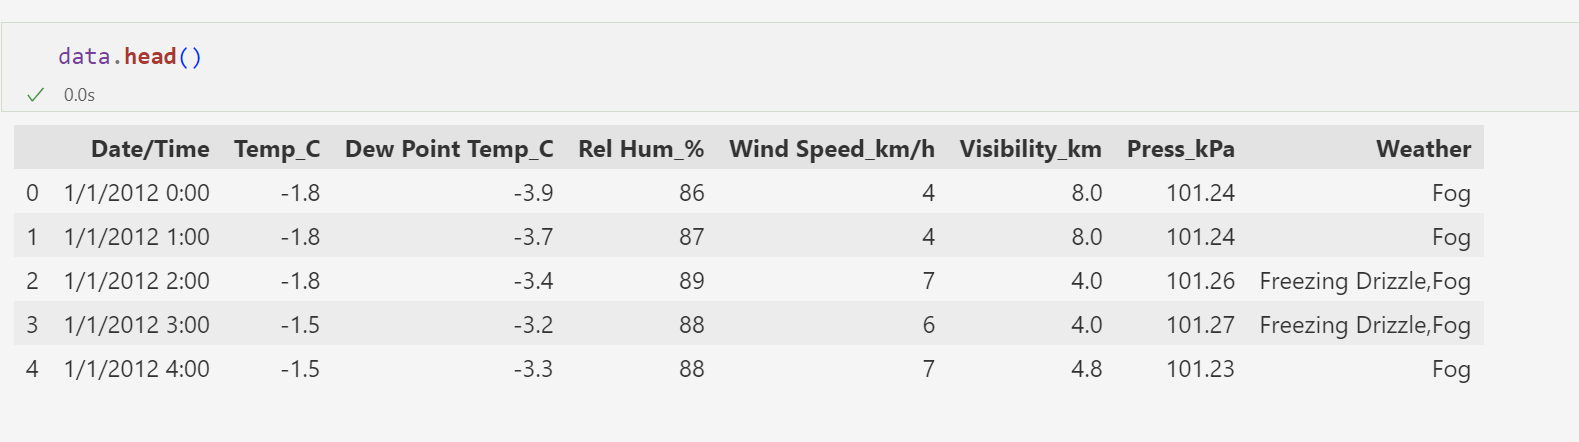 data.head()
0.0s
Date/Time Temp_C Dew Point Temp_C Rel Hum_% Wind Speed_km/h Visibility_km Press_kPa Weather
0 1/1/2012 0:00 -1.8 -3.9 86 4 8.0 101.24 Fog
1 1/1/2012 1:00 -1.8 -3.7 87 4 8.0 101.24 Fog
2 1/1/2012 2:00 -1.8 -3.4 89 7 4.0 101.26 Freezing Drizzle,Fog
3 1/1/2012 3:00 -1.5 -3.2 88 6 4.0 101.27 Freezing Drizzle,Fog
4 1/1/2012 4:00 -1.5 -3.3 88 7 4.8 101.23 Fog